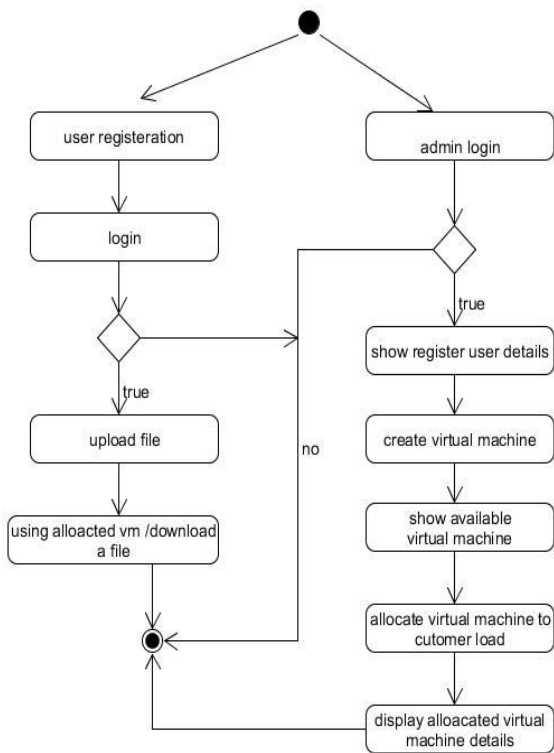 user registeration
admin login
login
true
true
show register user details
upload file
create virtual machine
no
using alloacted vm /download
a file
show available
virtual machine
allocate virtual machine to
cutomer load
display alloacated virtual
machine details